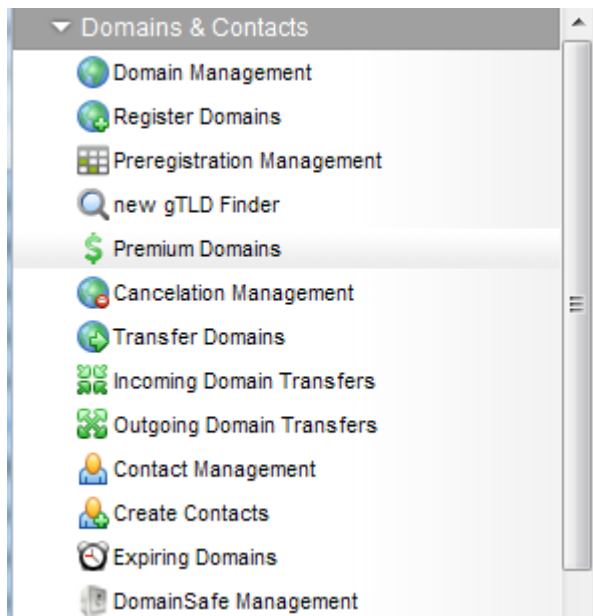 Domains & Contacts
Domain Management
Register Domains
Preregistration Management
new gTLD Finder
Premium Domains
Cancelation Management
Transfer Domains
Incoming Domain Transfers
Outgoing Domain Transfers
Contact Management
Create Contacts
Expiring Domains
DomainSafe Management